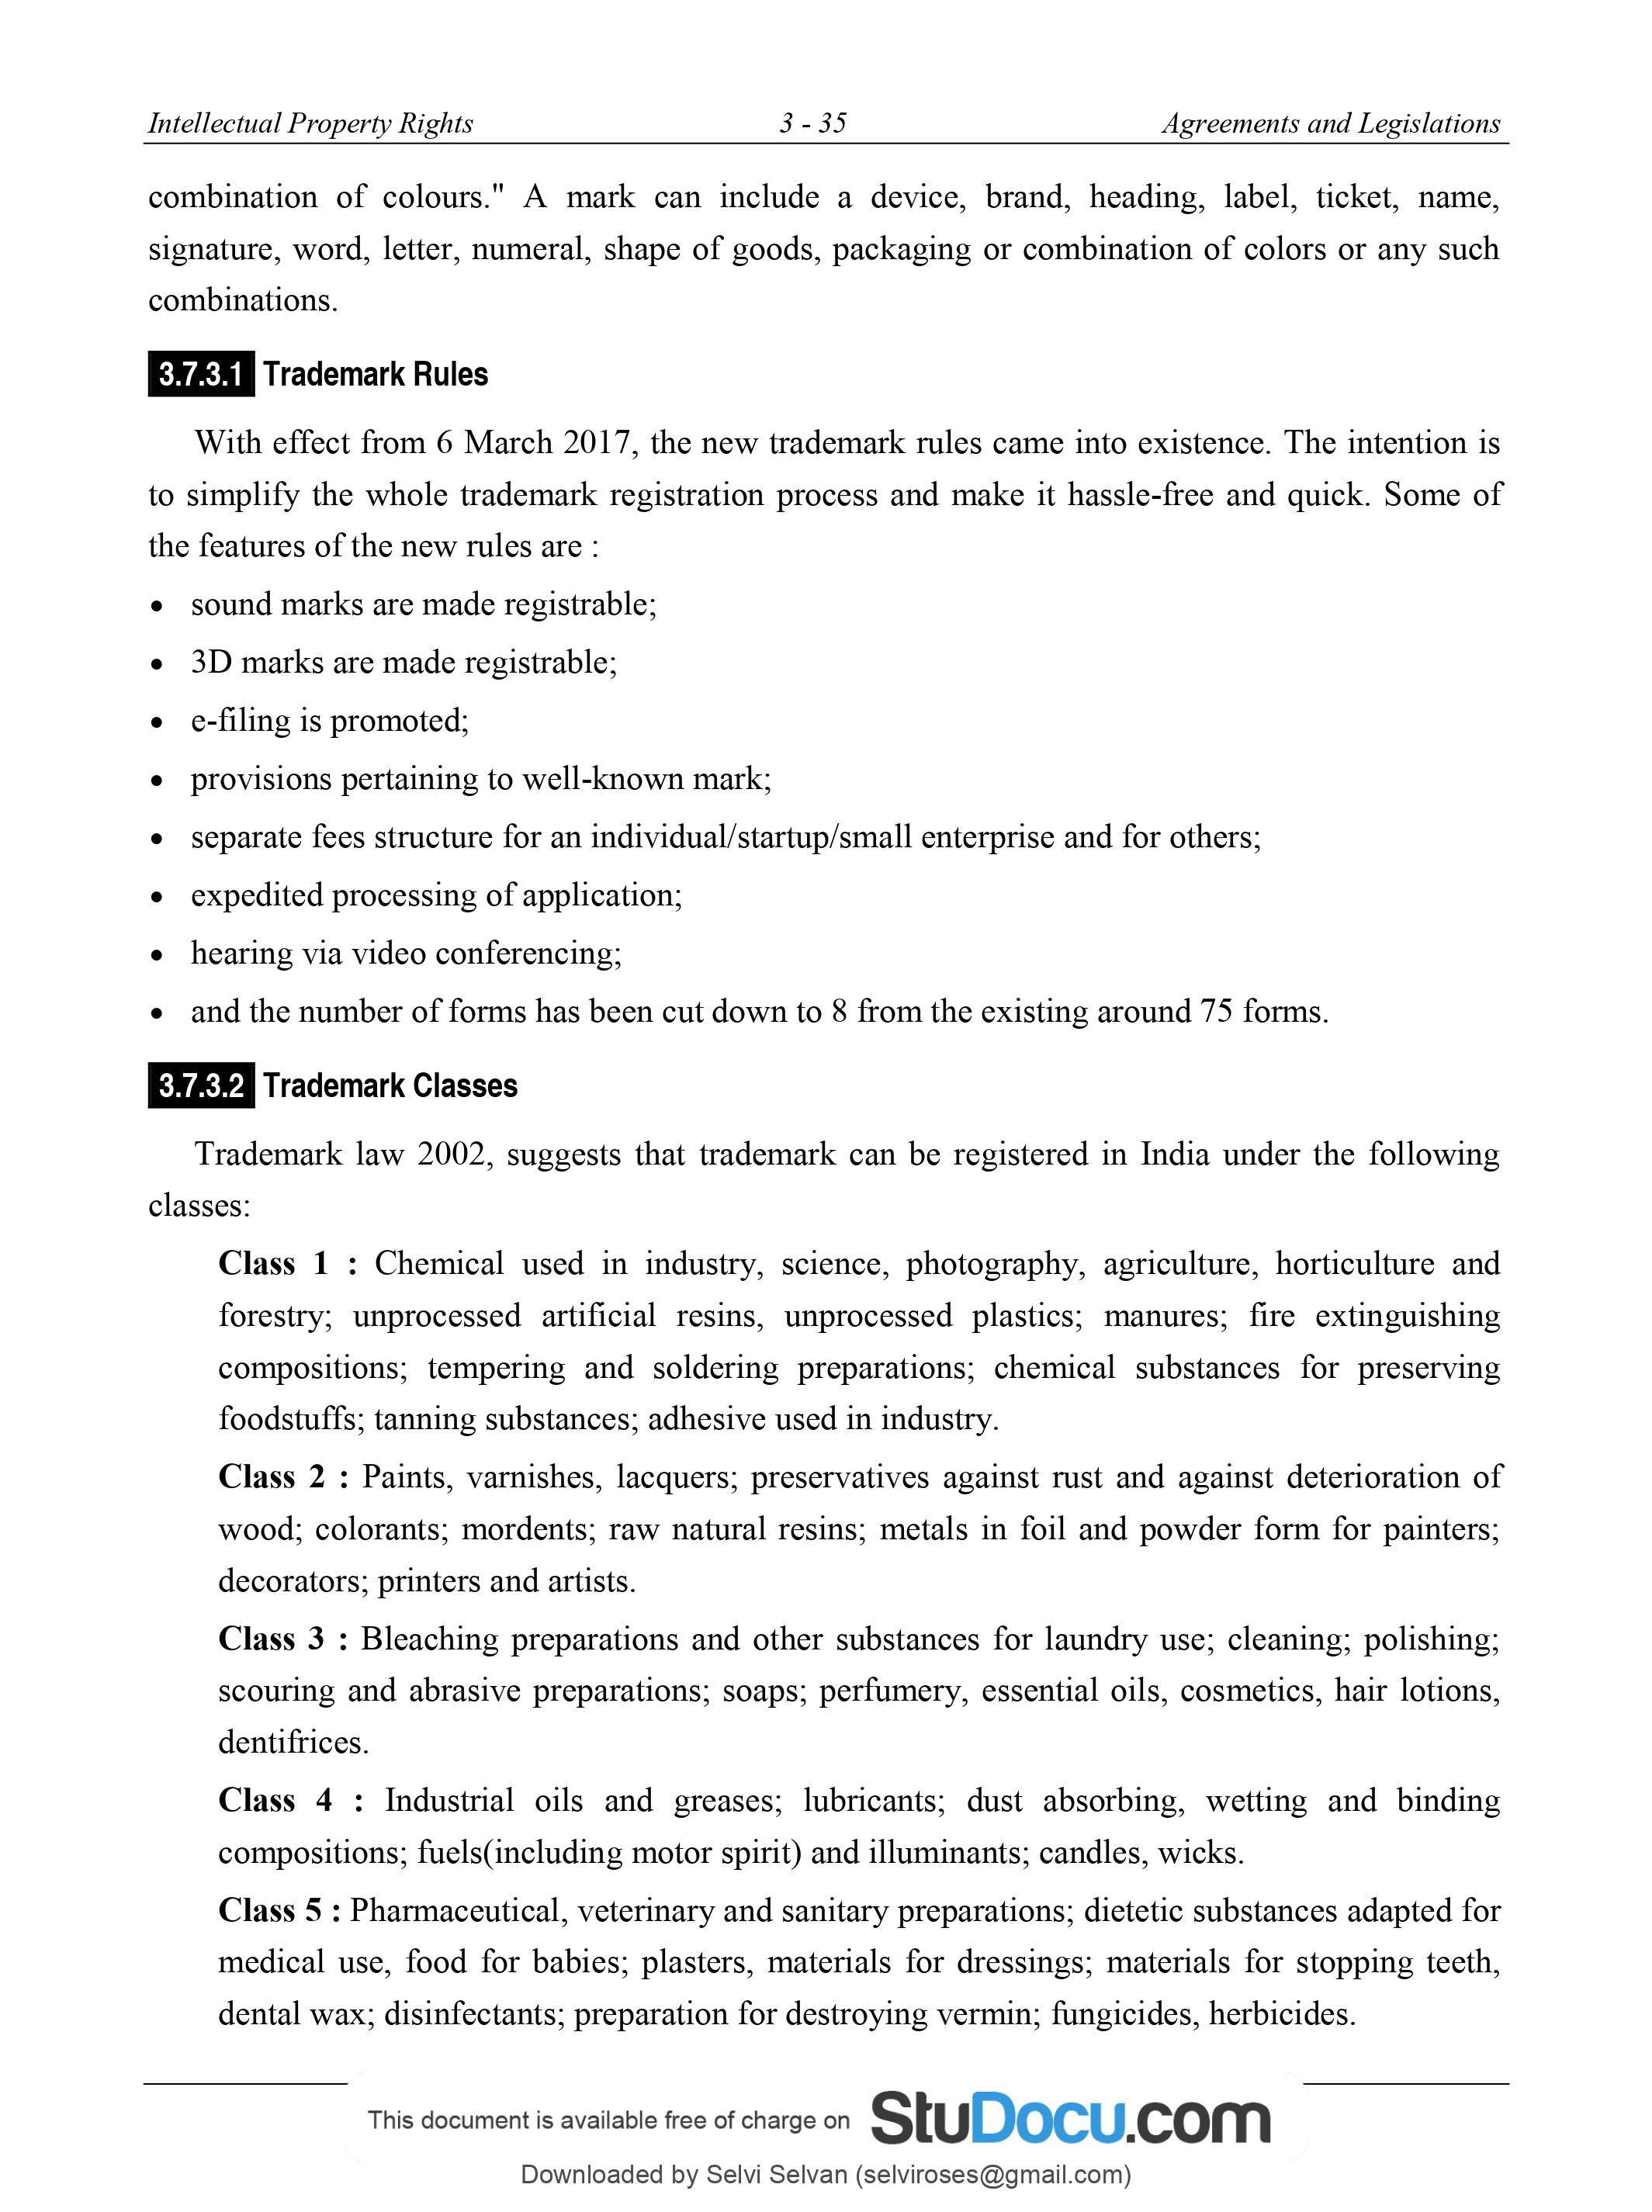 Intellectual Property Rights 3 - 35 Agreements and Legislations
combination of colours." A mark can include a device, brand, heading, label, ticket, name,
signature, word, letter, numeral, shape of goods, packaging or combination of colors or any such
combinations.
3.7.3.1 Trademark Rules
With effect from 6 March 2017, the new trademark rules came into existence. The intention is
to simplify the whole trademark registration process and make it hassle-free and quick. Some of
the features of the new rules are :
• sound marks are made registrable;
• 3D marks are made registrable;
• e-filing is promoted;
• provisions pertaining to well-known mark;
• separate fees structure for an individual/startup/small enterprise and for others;
• expedited processing of application;
• hearing via video conferencing;
• and the number of forms has been cut down to 8 from the existing around 75 forms.
3.7.3.2 Trademark Classes
Trademark law 2002, suggests that trademark can be registered in India under the following
classes:
Class 1 : Chemical used in industry, science, photography, agriculture, horticulture and
forestry; unprocessed artificial resins, unprocessed plastics; manures; fire extinguishing
compositions; tempering and soldering preparations; chemical substances for preserving
foodstuffs; tanning substances; adhesive used in industry.
Class 2 : Paints, varnishes, lacquers; preservatives against rust and against deterioration of
wood; colorants; mordents; raw natural resins; metals in foil and powder form for painters;
decorators; printers and artists.
Class 3 : Bleaching preparations and other substances for laundry use; cleaning; polishing;
scouring and abrasive preparations; soaps; perfumery, essential oils, cosmetics, hair lotions,
dentifrices.
Class 4 : Industrial oils and greases; lubricants; dust absorbing, wetting and binding
compositions; fuels(including motor spirit) and illuminants; candles, wicks.
Class 5 : Pharmaceutical, veterinary and sanitary preparations; dietetic substances adapted for
medical use, food for babies; plasters, materials for dressings; materials for stopping teeth,
dental wax; disinfectants; preparation for destroying vermin; fungicides, herbicides.
This document is available free of charge on StuDocu.com
Downloaded by Selvi Selvan (selviroses@gmail.com)